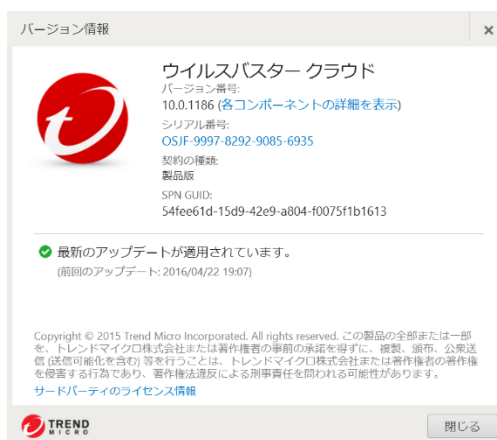 バージョン情報
ウイルスバスター クラウド
バージョン番号:
10.0.1186 (各コンポーネントの詳細を表示)
シリアル番号:
OSJF-9997-8292-9085-6935
契約の種類:
製品版
SPN GUID:
54fee61d-15d9-42e9-a804-f0075f1b1613
最新のアップデートが適用されています。
(前回のアップデート: 2016/04/22 19:07)
Copyright © 2015 Trend Micro Incorporated. All rights reserved. この製品の全部または一部
を、トレンドマイクロ株式会社または著作権者の事前の承諾を得ずに、複製、頒布、公衆送
信 (送信可能化を含む) 等を行うことは、トレンドマイクロ株式会社または著作権者の著作権
を侵害する行為であり、著作権法違反による刑事責任を問われる可能性があります。
サードパーティのライセンス情報
TREND
MICRO
閉じる